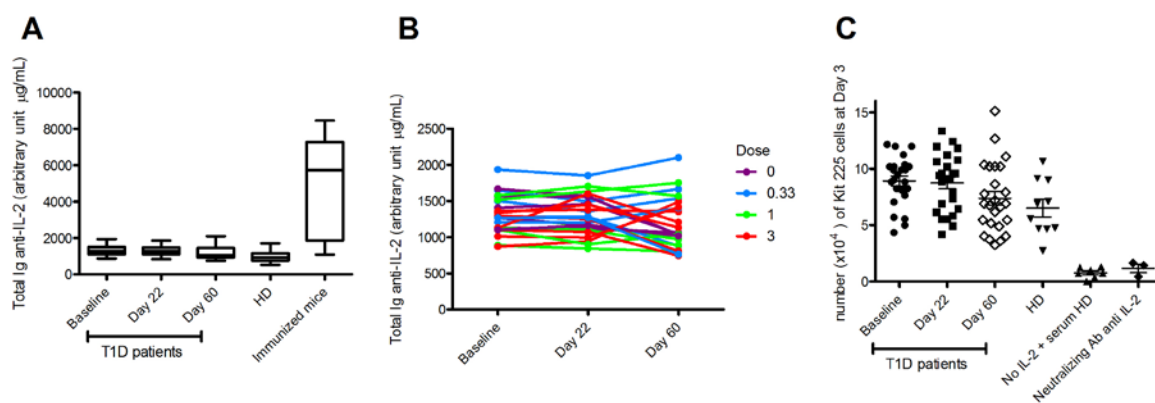 A
Total Ig anti-IL-2 (arbitrary unit µg/mL)
10000
8000
6000
4000
2000
0
Baseline
Day 22
Day 60
HD
Immunized mice
T1D patients
B
Total Ig anti-IL-2 (arbitrary unit µg/mL)
2500
2000
1500
1000
500
0
Baseline
Day 22
Day 60
Dose
0
0.33
1
3
C
number (x10⁴) of Kit 225 cells at Day 3
15
10
5
0
Baseline
Day 22
Day 60
HD
No IL-2 + serum HD
Neutralizing Ab anti IL-2
T1D patients